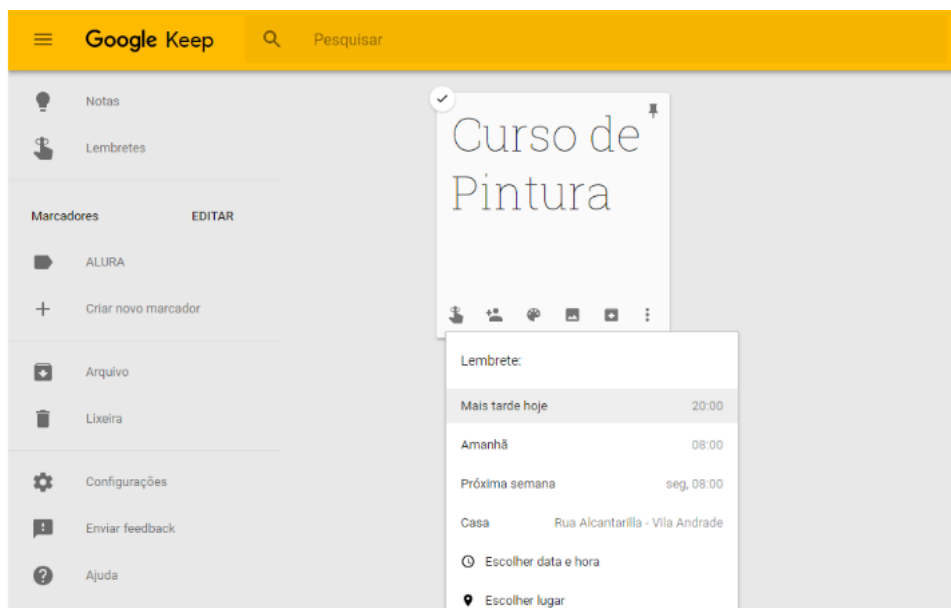 Google Keep
Pesquisar
Notas
Lembretes
Marcadores EDITAR
ALURA
Criar novo marcador
Arquivo
Lixeira
Configurações
Enviar feedback
Ajuda
Curso de
Pintura
Lembrete:
Mais tarde hoje 20:00
Amanhã 08:00
Próxima semana seg, 08:00
Casa Rua Alcantarilla - Vila Andrade
Escolher data e hora
Escolher lugar